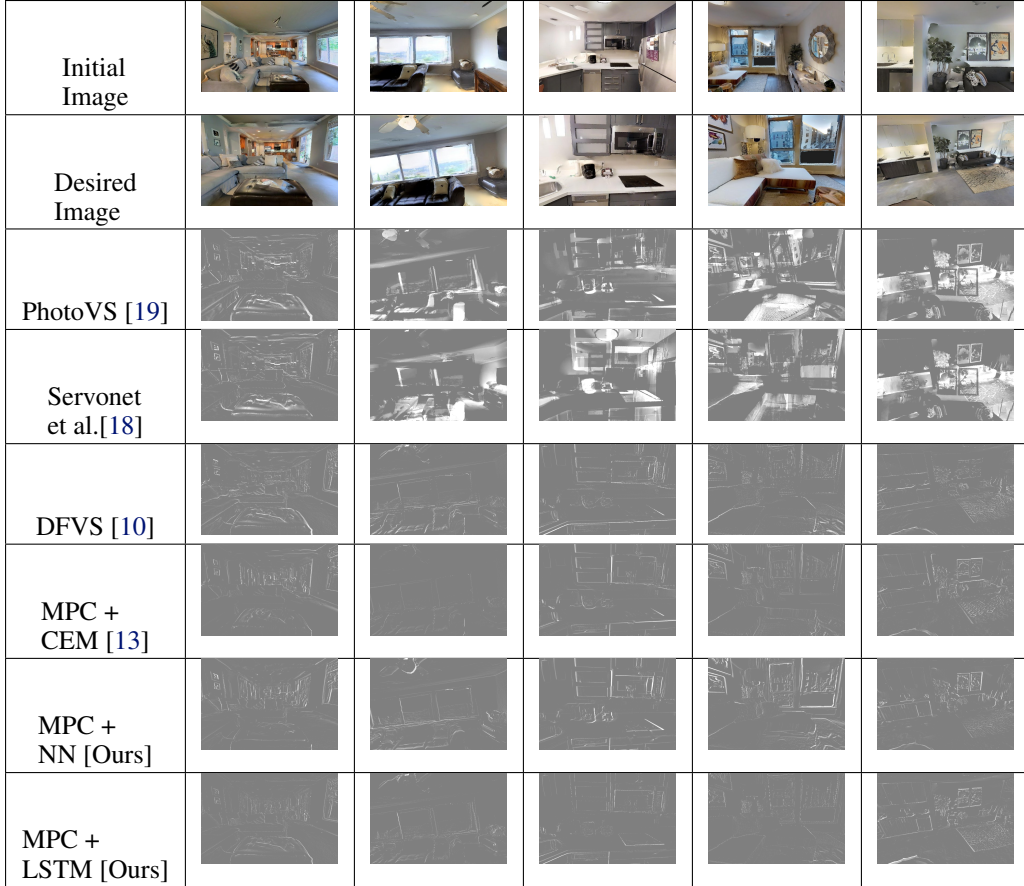 Initial
Image
Desired
Image
PhotoVS [19]
Servonet
et al.[18]
DFVS [10]
MPC +
CEM [13]
MPC +
NN [Ours]
MPC +
LSTM [Ours]